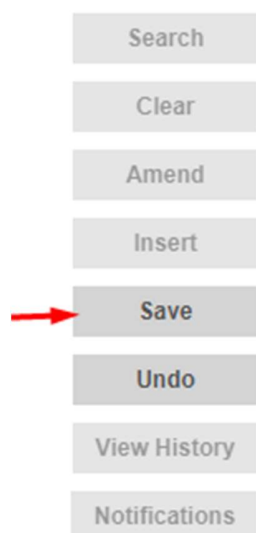 Search
Clear
Amend
Insert
Save
Undo
View History
Notifications